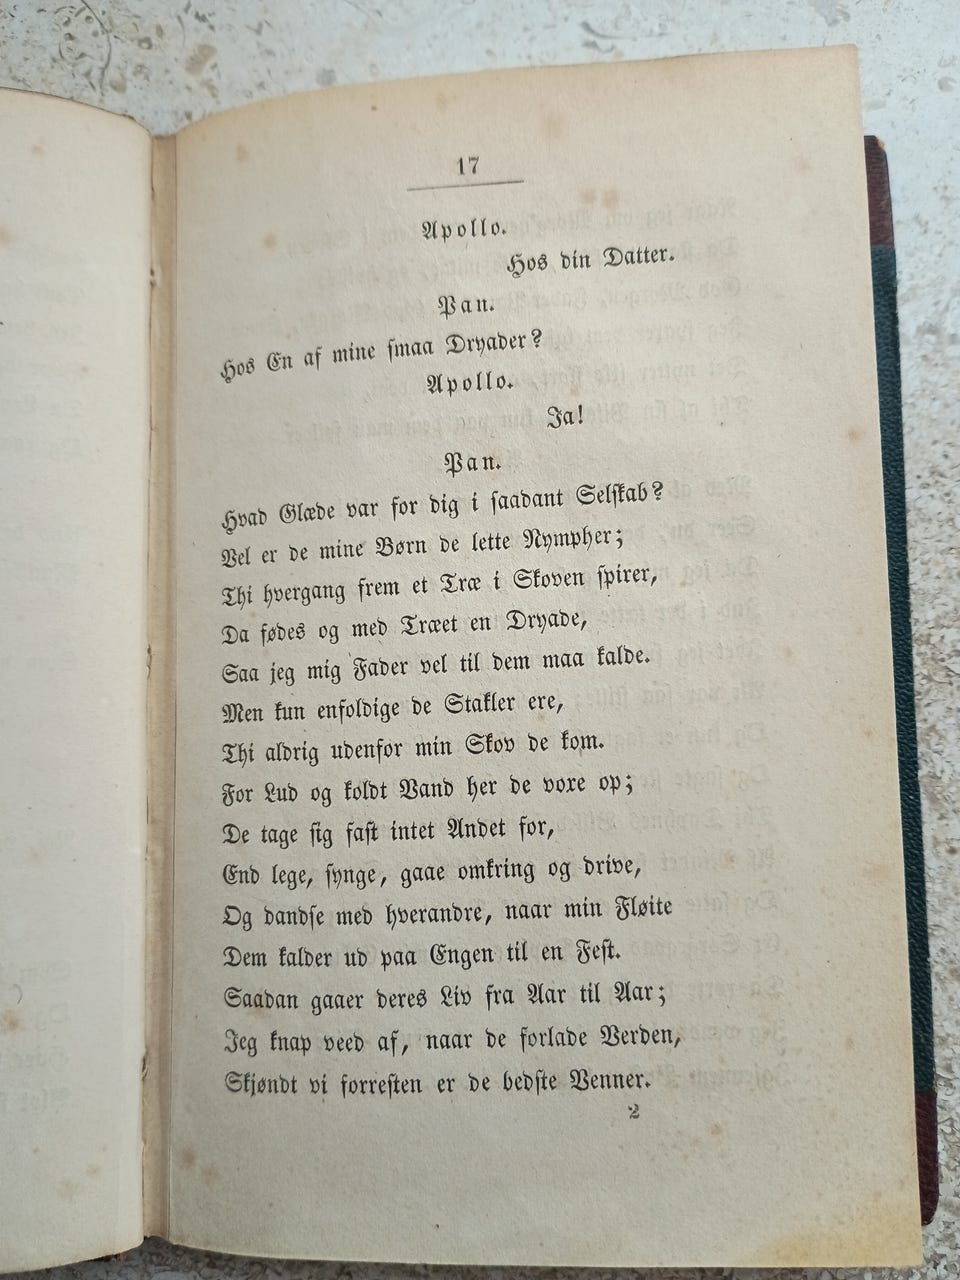 17
Apollo.
Hos din Datter.
Pan.
Hos En af mine smaa Dryader?
Apollo.
Ja!
Pan.
Hvad Glæde var for dig i saadant Selskab?
Vel er de mine Børn de lette Nympher;
Thi hvergang frem et Træ i Skoven spirer,
Da fødes og med Træet en Dryade,
Saa jeg mig Fader vel til dem maa kalde.
Men kun enfoldige de Stakler ere,
Thi aldrig udenfor min Skov de kom.
For Lud og koldt Vand her de voxe op;
De tage sig fast intet Andet for,
End lege, synge, gaae omkring og drive,
Og dandse med hverandre, naar min Fløite
Dem kalder ud paa Engen til en Fest.
Saadan gaaer deres Liv fra Aar til Aar;
Jeg knap veed af, naar de forlade Verden,
Skjøndt vi forresten er de bedste Venner.
2